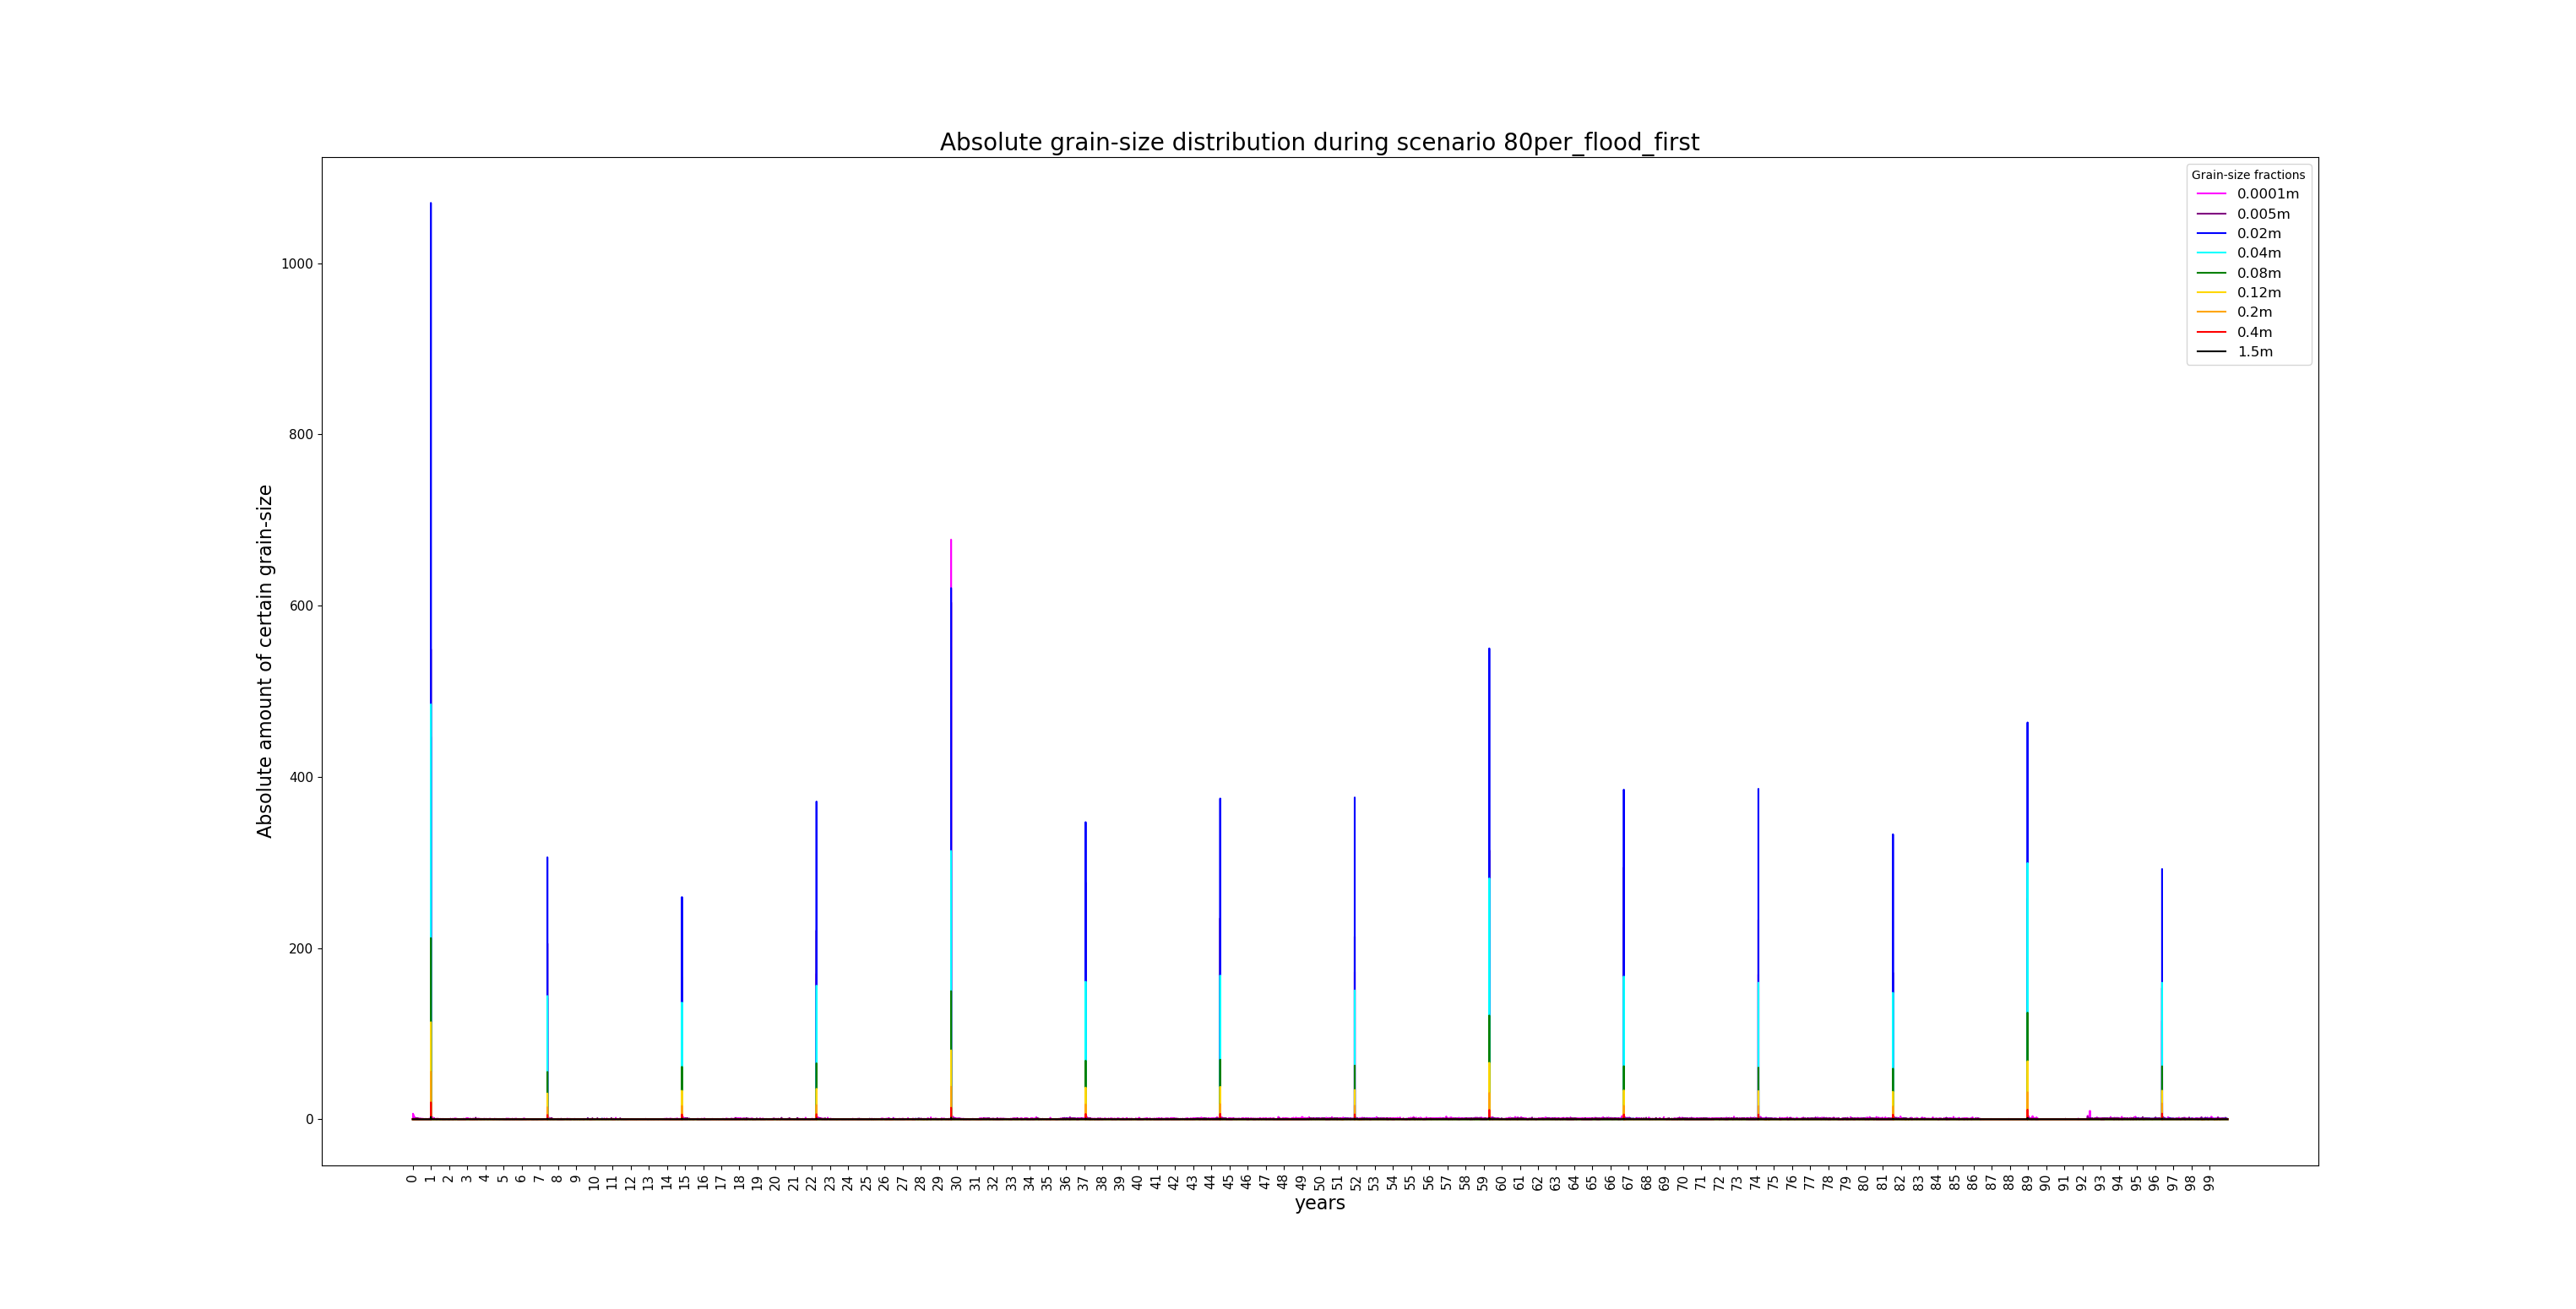 Absolute grain-size distribution during scenario 80per_flood_first
Grain-size fractions
0.0001m
0.005m
0.02m
0.04m
0.08m
0.12m
0.2m
0.4m
1.5m
Absolute amount of certain grain-size
1000
800
600
400
200
0
0 1 2 3 4 5 6 7 8 9 10 11 12 13 14 15 16 17 18 19 20 21 22 23 24 25 26 27 28 29 30 31 32 33 34 35 36 37 38 39 40 41 42 43 44 45 46 47 48 49 50 51 52 53 54 55 56 57 58 59 60 61 62 63 64 65 66 67 68 69 70 71 72 73 74 75 76 77 78 79 80 81 82 83 84 85 86 87 88 89 90 91 92 93 94 95 96 97 98 99
years